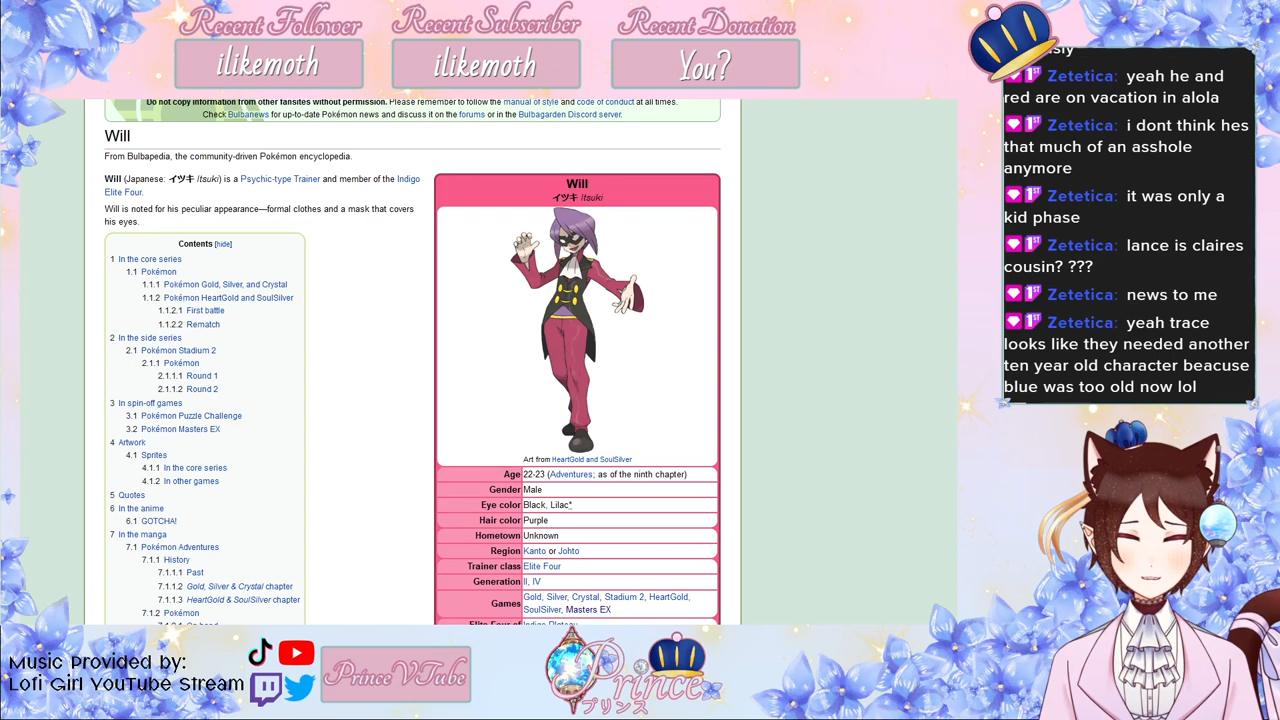 Recent Follower
ilikemoth
Recent Subscriber
ilikemoth
Recent Donation
You?
Do not copy information from other fansites without permission. Please remember to follow the manual of style and code of conduct at all times.
Check Bulbanews for up-to-date Pokémon news and discuss it on the forums or in the Bulbagarden Discord server.
Will
From Bulbapedia, the community-driven Pokémon encyclopedia.
Will (Japanese: イツキ Itsuki) is a Psychic-type Trainer and member of the Indigo
Elite Four.
Will is noted for his peculiar appearance—formal clothes and a mask that covers
his eyes.
Contents [hide]
1 In the core series
1.1 Pokémon
1.1.1 Pokémon Gold, Silver, and Crystal
1.1.2 Pokémon HeartGold and SoulSilver
1.1.2.1 First battle
1.1.2.2 Rematch
2 In the side series
2.1 Pokémon Stadium 2
2.1.1 Pokémon
2.1.1.1 Round 1
2.1.1.2 Round 2
3 In spin-off games
3.1 Pokémon Puzzle Challenge
3.2 Pokémon Masters EX
4 Artwork
4.1 Sprites
4.1.1 In the core series
4.1.2 In other games
5 Quotes
6 In the anime
6.1 GOTCHA!
7 In the manga
7.1 Pokémon Adventures
7.1.1 History
7.1.1.1 Past
7.1.1.2 Gold, Silver & Crystal chapter
7.1.1.3 HeartGold & SoulSilver chapter
7.1.2 Pokémon
Will
イツキ Itsuki
Art from HeartGold and SoulSilver
Age 22-23 (Adventures; as of the ninth chapter)
Gender Male
Eye color Black, Lilac*
Hair color Purple
Hometown Unknown
Region Kanto or Johto
Trainer class Elite Four
Generation II, IV
Games Gold, Silver, Crystal, Stadium 2, HeartGold,
SoulSilver, Masters EX
Elite Four of Indigo Plateau
Zetetica: yeah he and
red are on vacation in alola
Zetetica: i dont think hes
that much of an asshole
anymore
Zetetica: it was only a
kid phase
Zetetica: lance is claires
cousin? ???
Zetetica: news to me
Zetetica: yeah trace
looks like they needed another
ten year old character beacuse
blue was too old now lol
Music Provided by:
Lofi Girl YouTube Stream
Prince VTube
Prince
プリンス